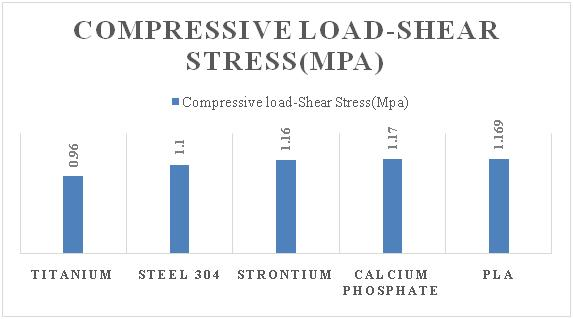 COMPRESSIVE LOAD-SHEAR
STRESS(MPA)
Compressive load-Shear Stress(Mpa)
0.96
1.1
1.16
1.17
1.169
TITANIUM
STEEL 304
STRONTIUM
CALCIUM
PHOSPHATE
PLA